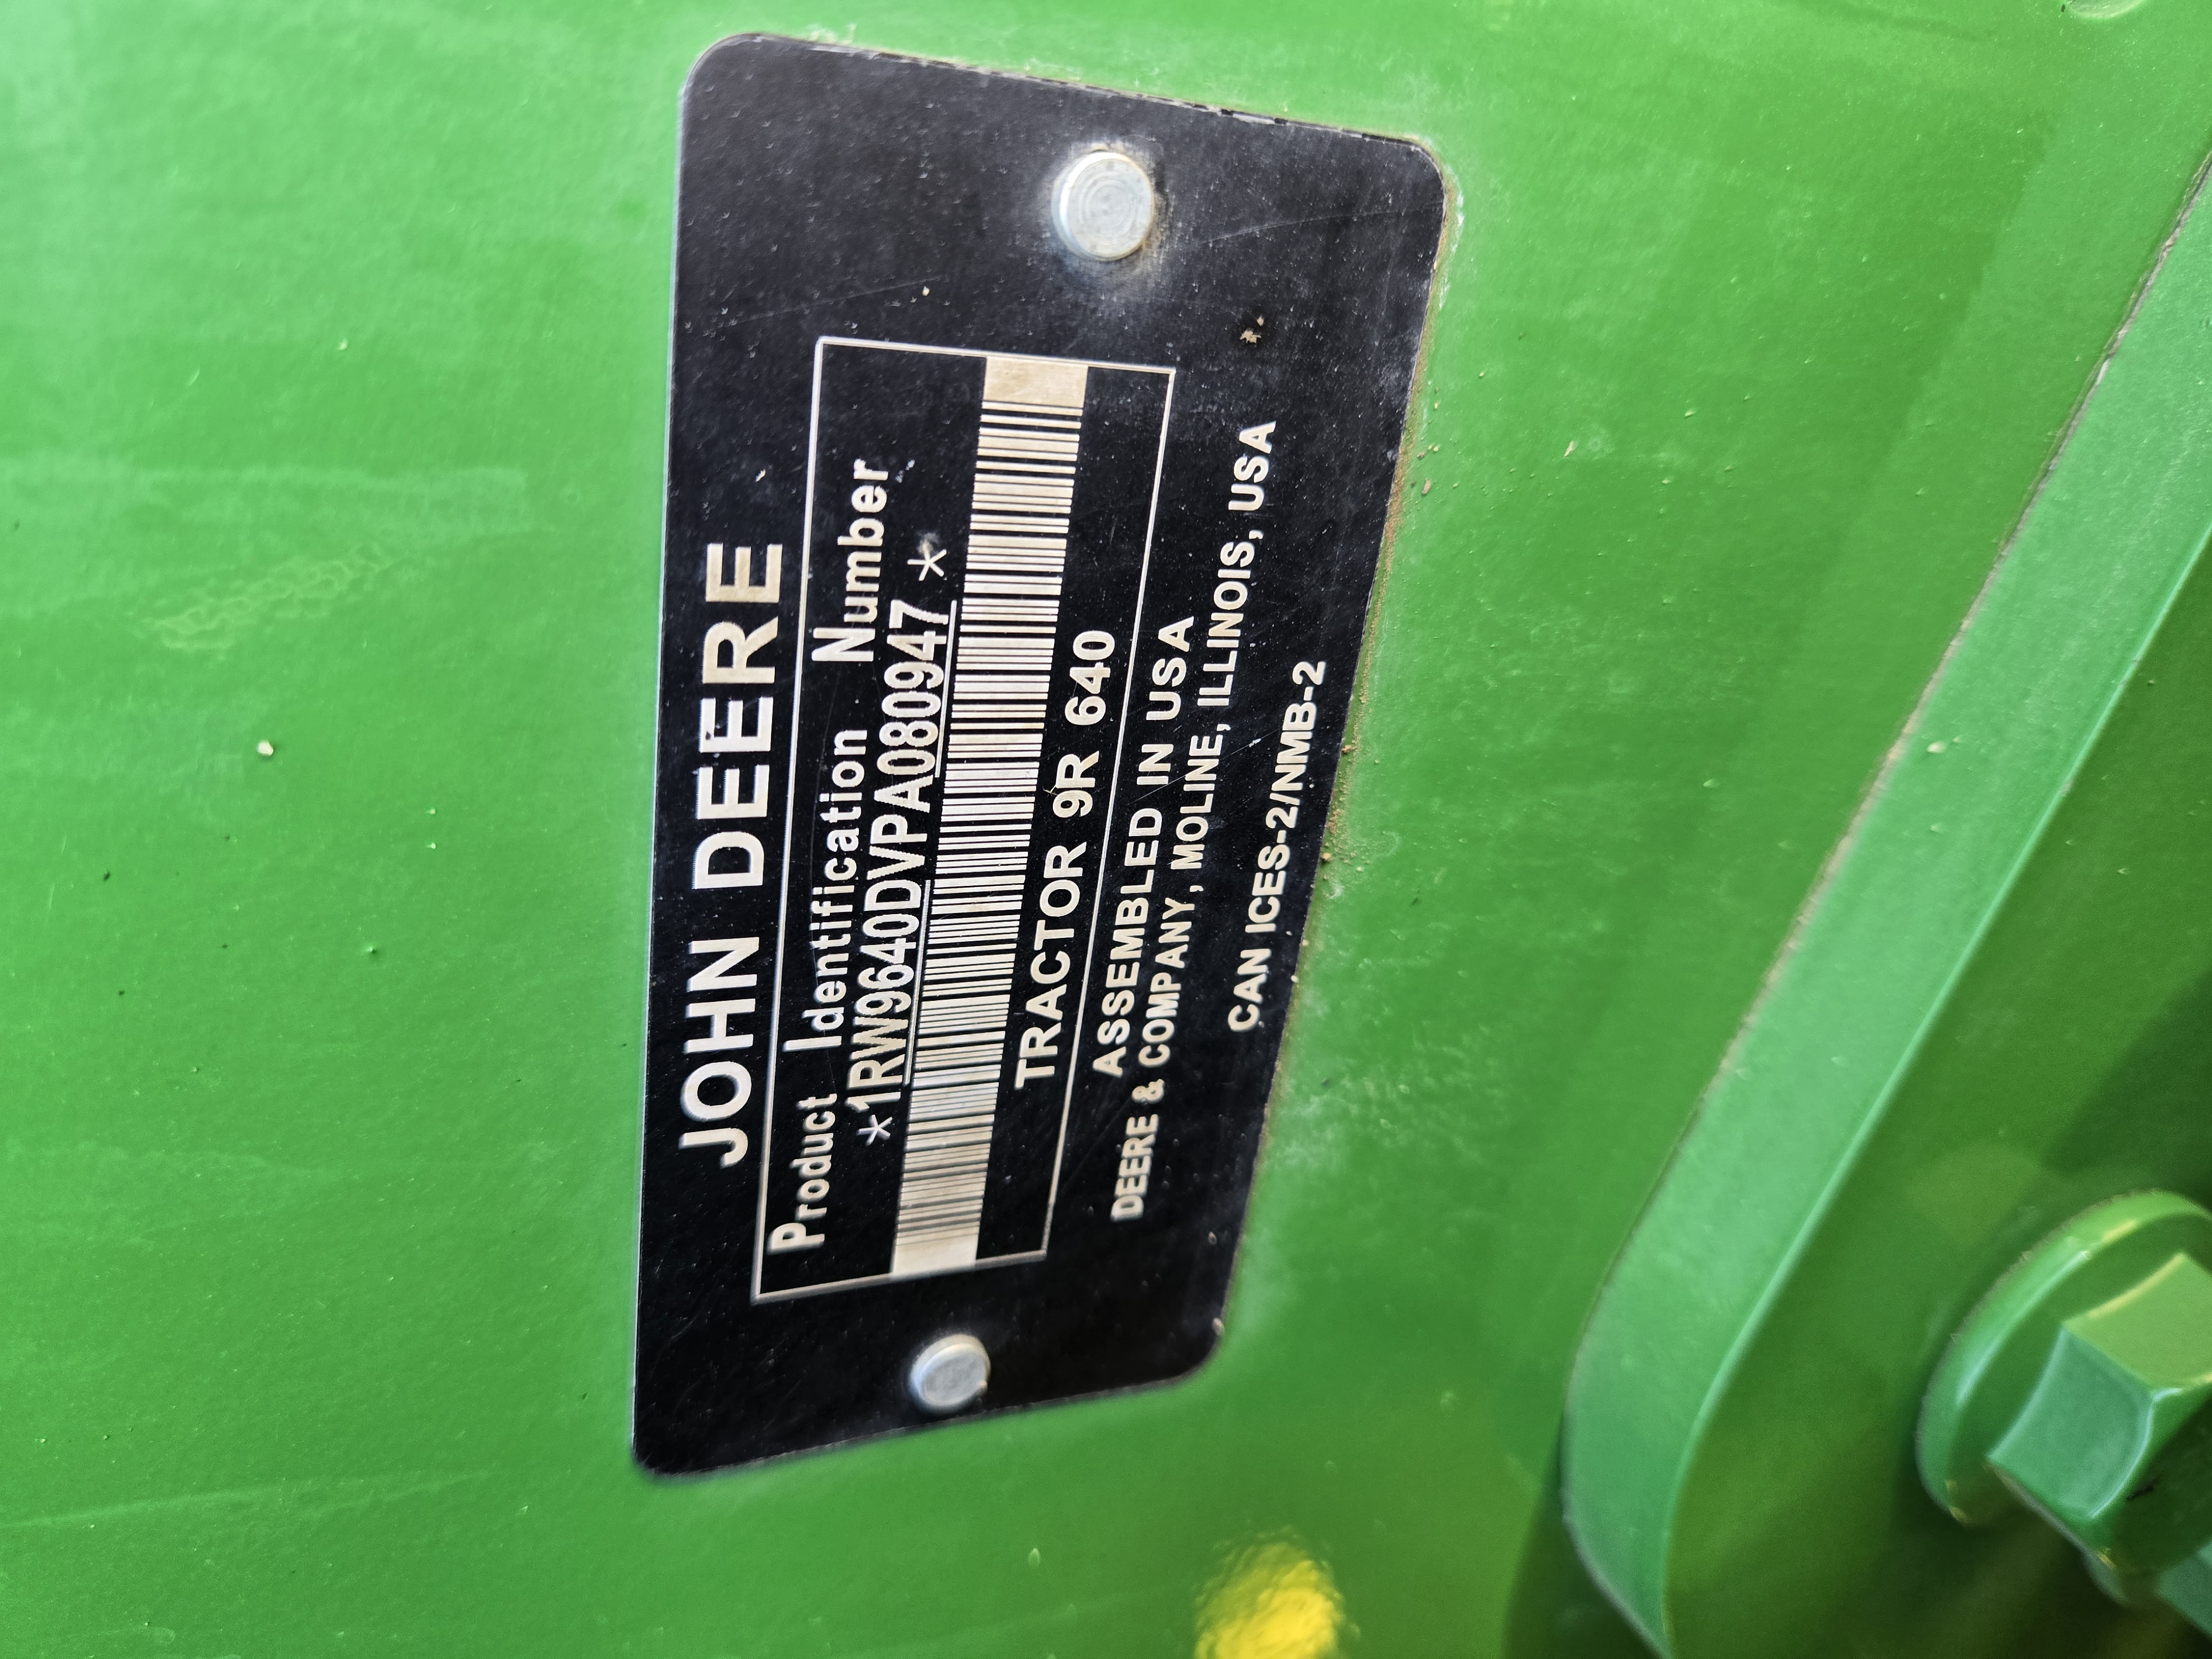 JOHN DEERE
Product Identification Number
*1RW9640DVPA080947*
TRACTOR 9R 640
ASSEMBLED IN USA
DEERE & COMPANY, MOLINE, ILLINOIS, USA
CAN ICES-2/NMB-2